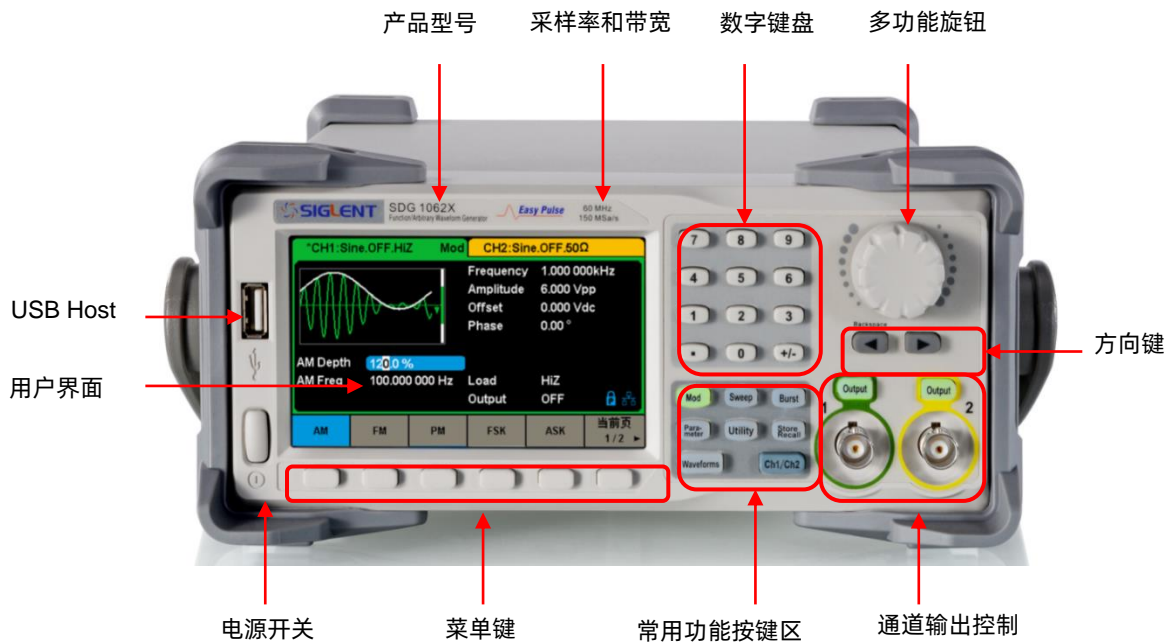 产品型号
采样率和带宽
数字键盘
多功能旋钮
SIGLENT
SDG 1062X
Function/Arbitrary Waveform Generator
Easy Pulse
60 MHz
150 MSa/s
*CH1:Sine.OFF.HiZ Mod
CH2:Sine.OFF.50Ω
Frequency 1.000 000kHz
Amplitude 6.000 Vpp
Offset 0.000 Vdc
Phase 0.00 °
AM Depth 120.0 %
AM Freq 100.000 000 Hz
Load HiZ
Output OFF
AM FM PM FSK ASK 当前页 1/2 ►
7 8 9
4 5 6
1 2 3
• 0 +/-
Backspace
Mod Sweep Burst
Para-meter Utility Store Recall
Waveforms Ch1/Ch2
Output Output
1 2
USB Host
用户界面
方向键
电源开关
菜单键
常用功能按键区
通道输出控制